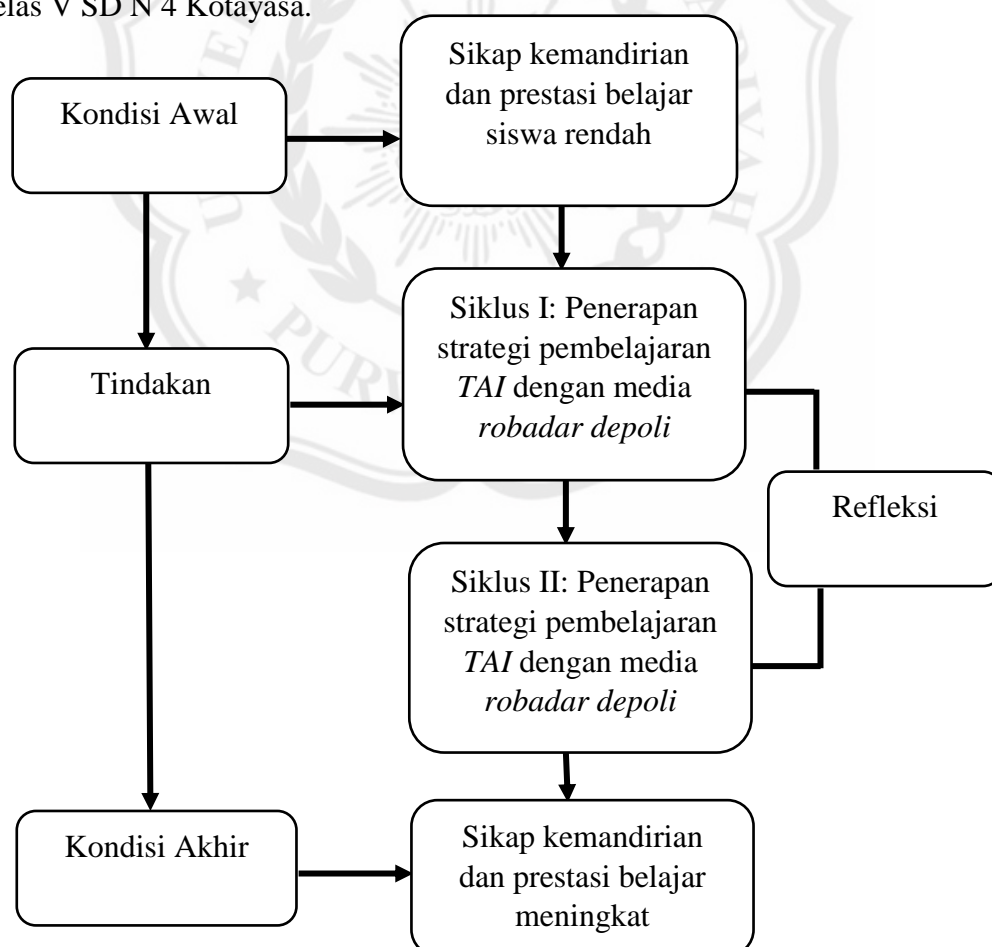 elas V SD N 4 Kotayasa.
Sikap kemandirian
dan prestasi belajar
siswa rendah
Kondisi Awal
Siklus I: Penerapan
strategi pembelajaran
TAI dengan media
robadar depoli
Tindakan
Refleksi
Siklus II: Penerapan
strategi pembelajaran
TAI dengan media
robadar depoli
Kondisi Akhir
Sikap kemandirian
dan prestasi belajar
meningkat